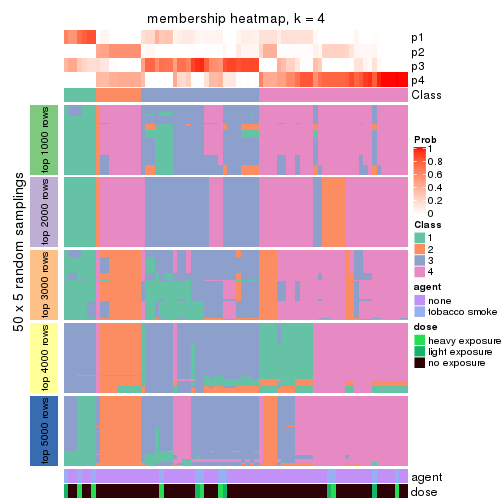 membership heatmap, k = 4
p1
p2
p3
p4
Class
50 x 5 random samplings
top 1000 rows
top 2000 rows
top 3000 rows
top 4000 rows
top 5000 rows
agent
dose
Prob
1
0.8
0.6
0.4
0.2
0
Class
1
2
3
4
agent
none
tobacco smoke
dose
heavy exposure
light exposure
no exposure